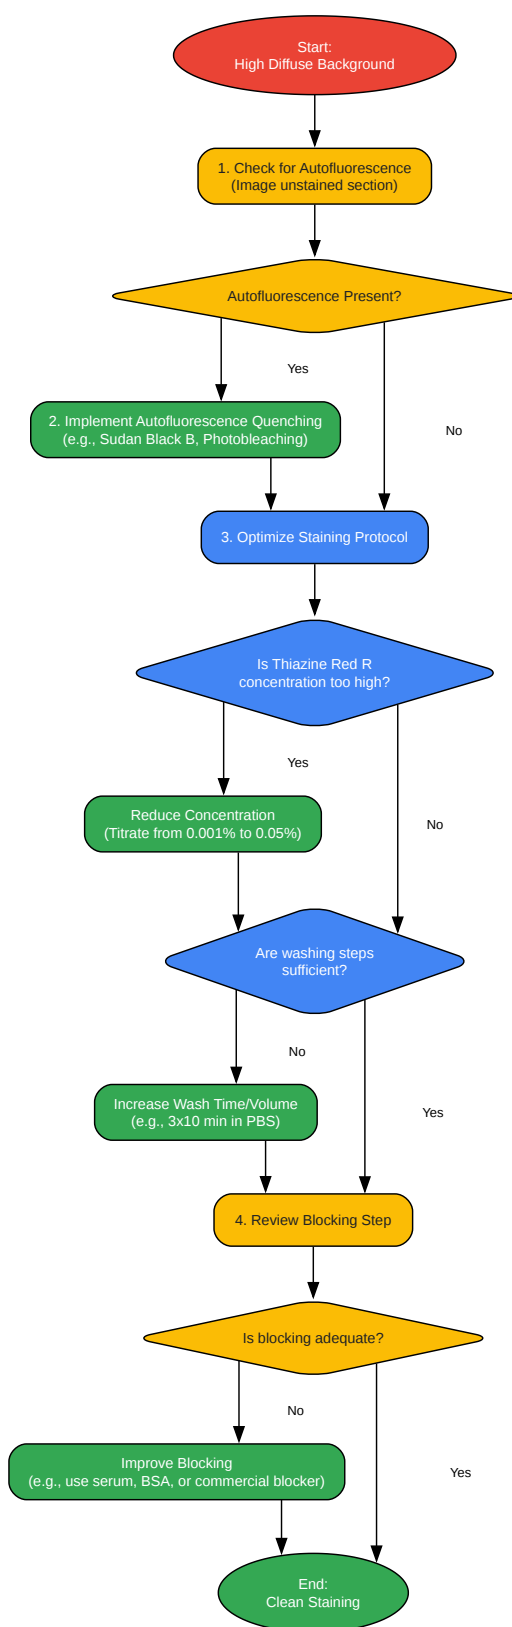 Start:
High Diffuse Background
1. Check for Autofluorescence
(Image unstained section)
Autofluorescence Present?
Yes
2. Implement Autofluorescence Quenching
(e.g., Sudan Black B, Photobleaching)
No
3. Optimize Staining Protocol
Is Thiazine Red R
concentration too high?
Yes
Reduce Concentration
(Titrate from 0.001% to 0.05%)
No
Are washing steps
sufficient?
No
Increase Wash Time/Volume
(e.g., 3x10 min in PBS)
Yes
4. Review Blocking Step
Is blocking adequate?
No
Improve Blocking
(e.g., use serum, BSA, or commercial blocker)
Yes
End:
Clean Staining